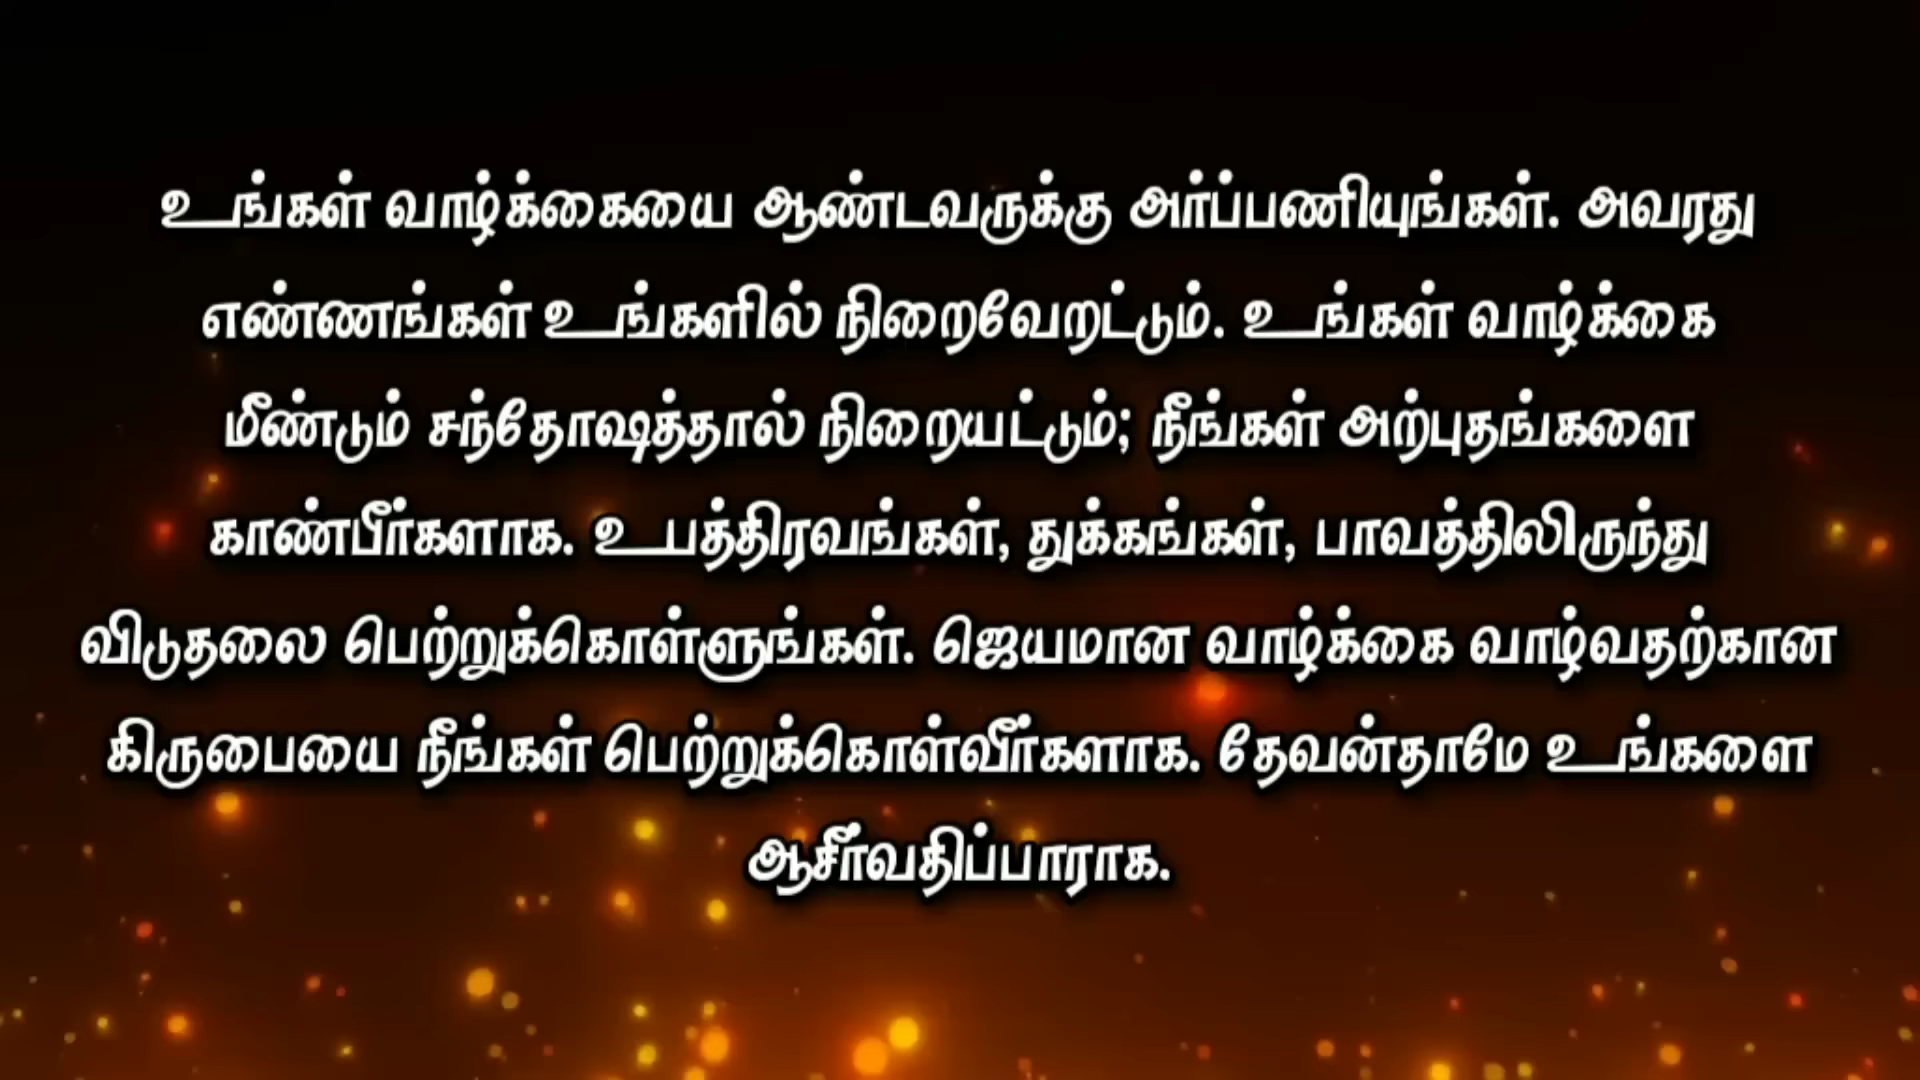 உங்கள் வாழ்க்கையை ஆண்டவருக்கு அர்ப்பணியுங்கள். அவரது
எண்ணங்கள் உங்களில் நிறைவேறட்டும். உங்கள் வாழ்க்கை
மீண்டும் சந்தோஷத்தால் நிறையட்டும்; நீங்கள் அற்புதங்களை
காண்பீர்களாக. உபத்திரவங்கள், துக்கங்கள், பாவத்திலிருந்து
விடுதலை பெற்றுக்கொள்ளுங்கள். ஜெயமான வாழ்க்கை வாழ்வதற்கான
கிருபையை நீங்கள் பெற்றுக்கொள்வீர்களாக. தேவன்தாமே உங்களை
ஆசீர்வதிப்பாராக.